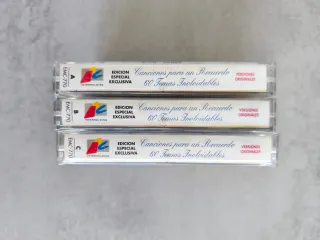 A
EDICION
ESPECIAL
EXCLUSIVA
Canciones para un Recuerdo
60 Temas Inolvidables
VERSIONES
ORIGINALES
B
EDICION
ESPECIAL
EXCLUSIVA
Canciones para un Recuerdo
60 Temas Inolvidables
VERSIONES
ORIGINALES
C
EDICION
ESPECIAL
EXCLUSIVA
Canciones para un Recuerdo
60 Temas Inolvidables
VERSIONES
ORIGINALES